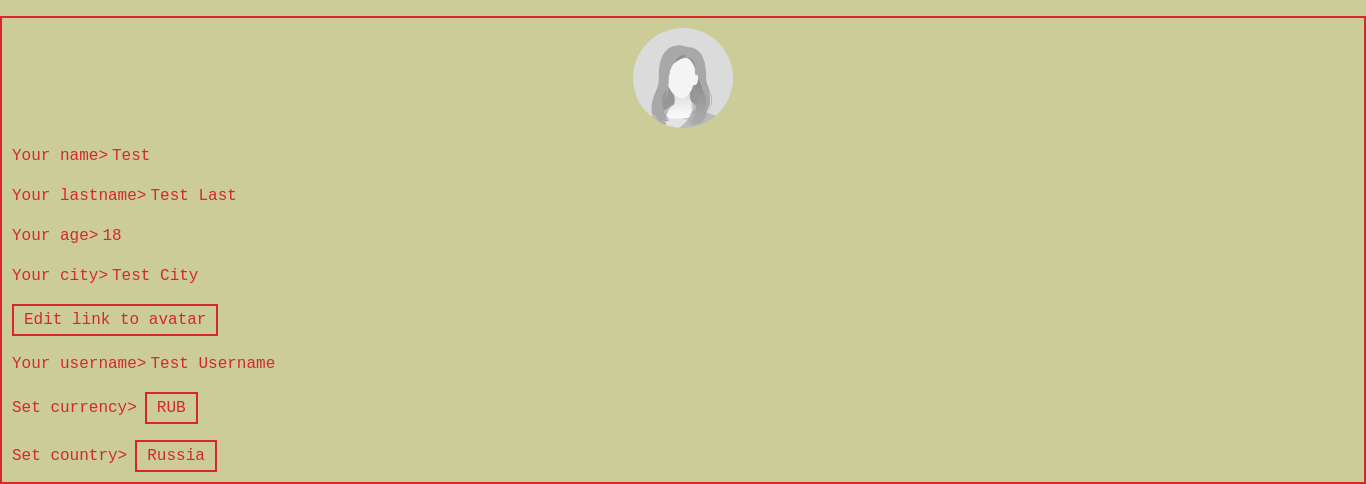 Your name> Test
Your lastname> Test Last
Your age> 18
Your city> Test City
Edit link to avatar
Your username> Test Username
Set currency> RUB
Set country> Russia